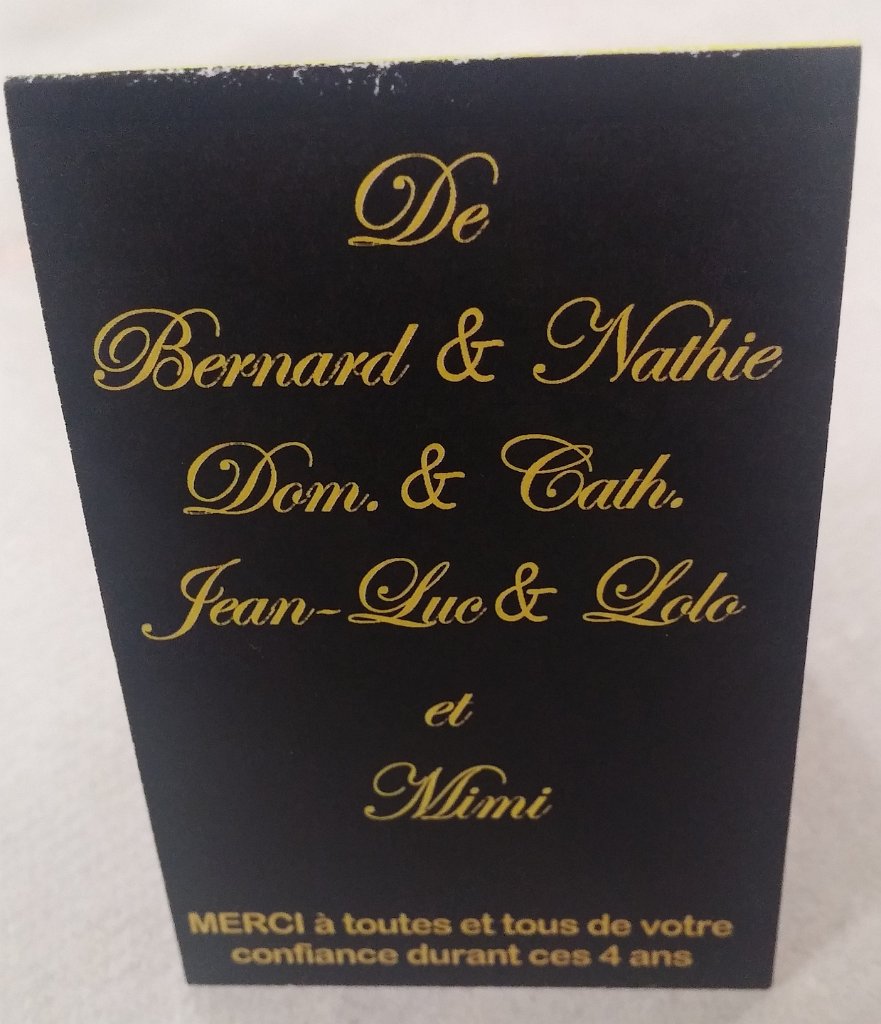 De
Bernard & Nathie
Dom. & Cath.
Jean-Luc & Lolo
et
Mimi
MERCI à toutes et tous de votre
confiance durant ces 4 ans